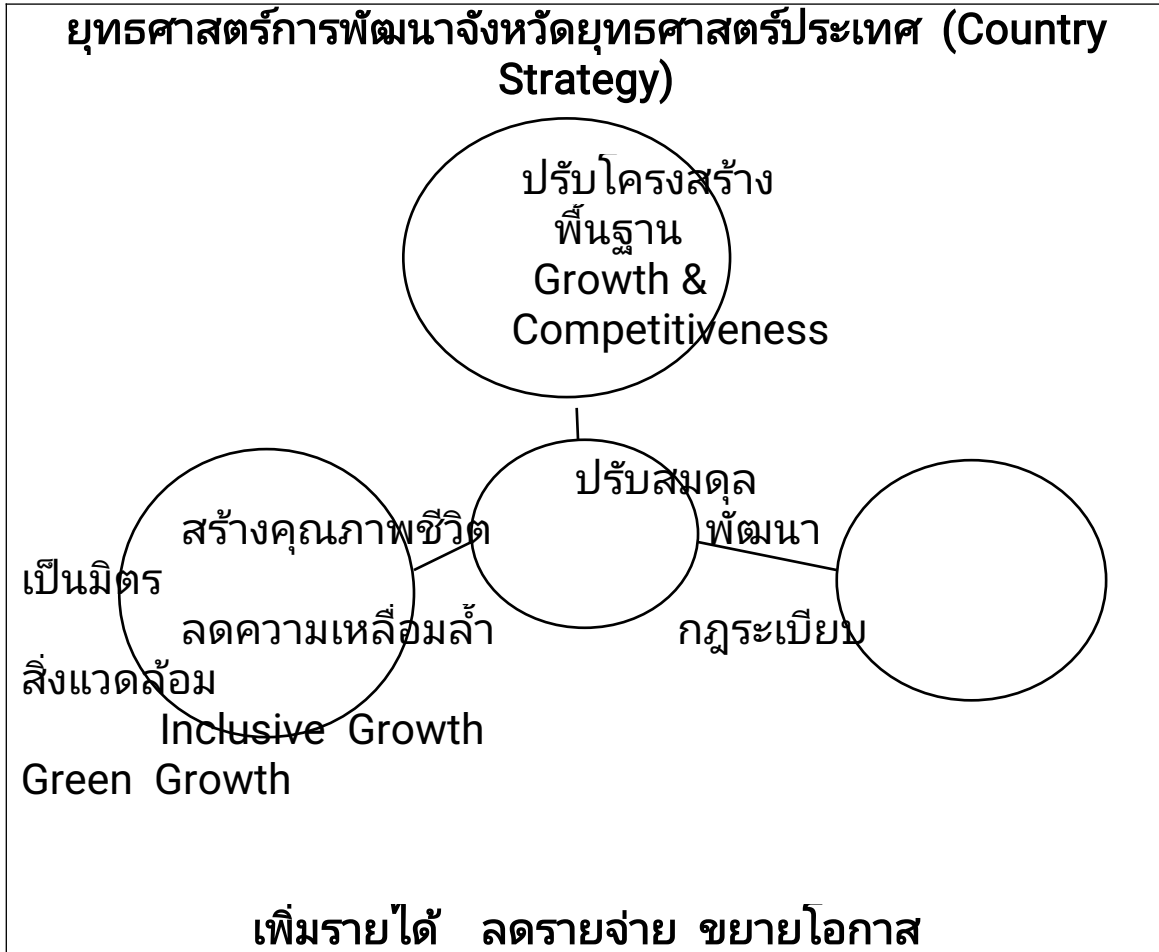 ยุทธศาสตร์การพัฒนาจังหวัดยุทธศาสตร์ประเทศ (Country
Strategy)
ปรับโครงสร้าง
พื้นฐาน
Growth &
Competitiveness
ปรับสมดุล
สร้างคุณภาพชีวิต พัฒนา
เป็นมิตร
ลดความเหลื่อมล้ำ กฎระเบียบ
สิ่งแวดล้อม
Inclusive Growth
Green Growth
เพิ่มรายได้ ลดรายจ่าย ขยายโอกาส